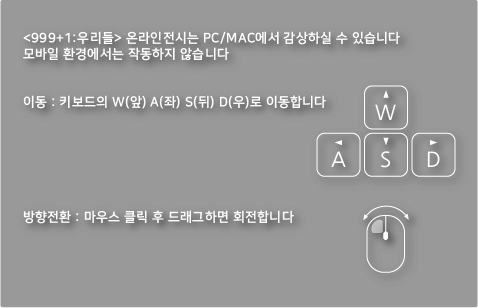 <999+1:우리들> 온라인전시는 PC/MAC에서 감상하실 수 있습니다
모바일 환경에서는 작동하지 않습니다
이동 : 키보드의 W(앞) A(좌) S(뒤) D(우)로 이동합니다
W
A S D
방향전환 : 마우스 클릭 후 드래그하면 회전합니다